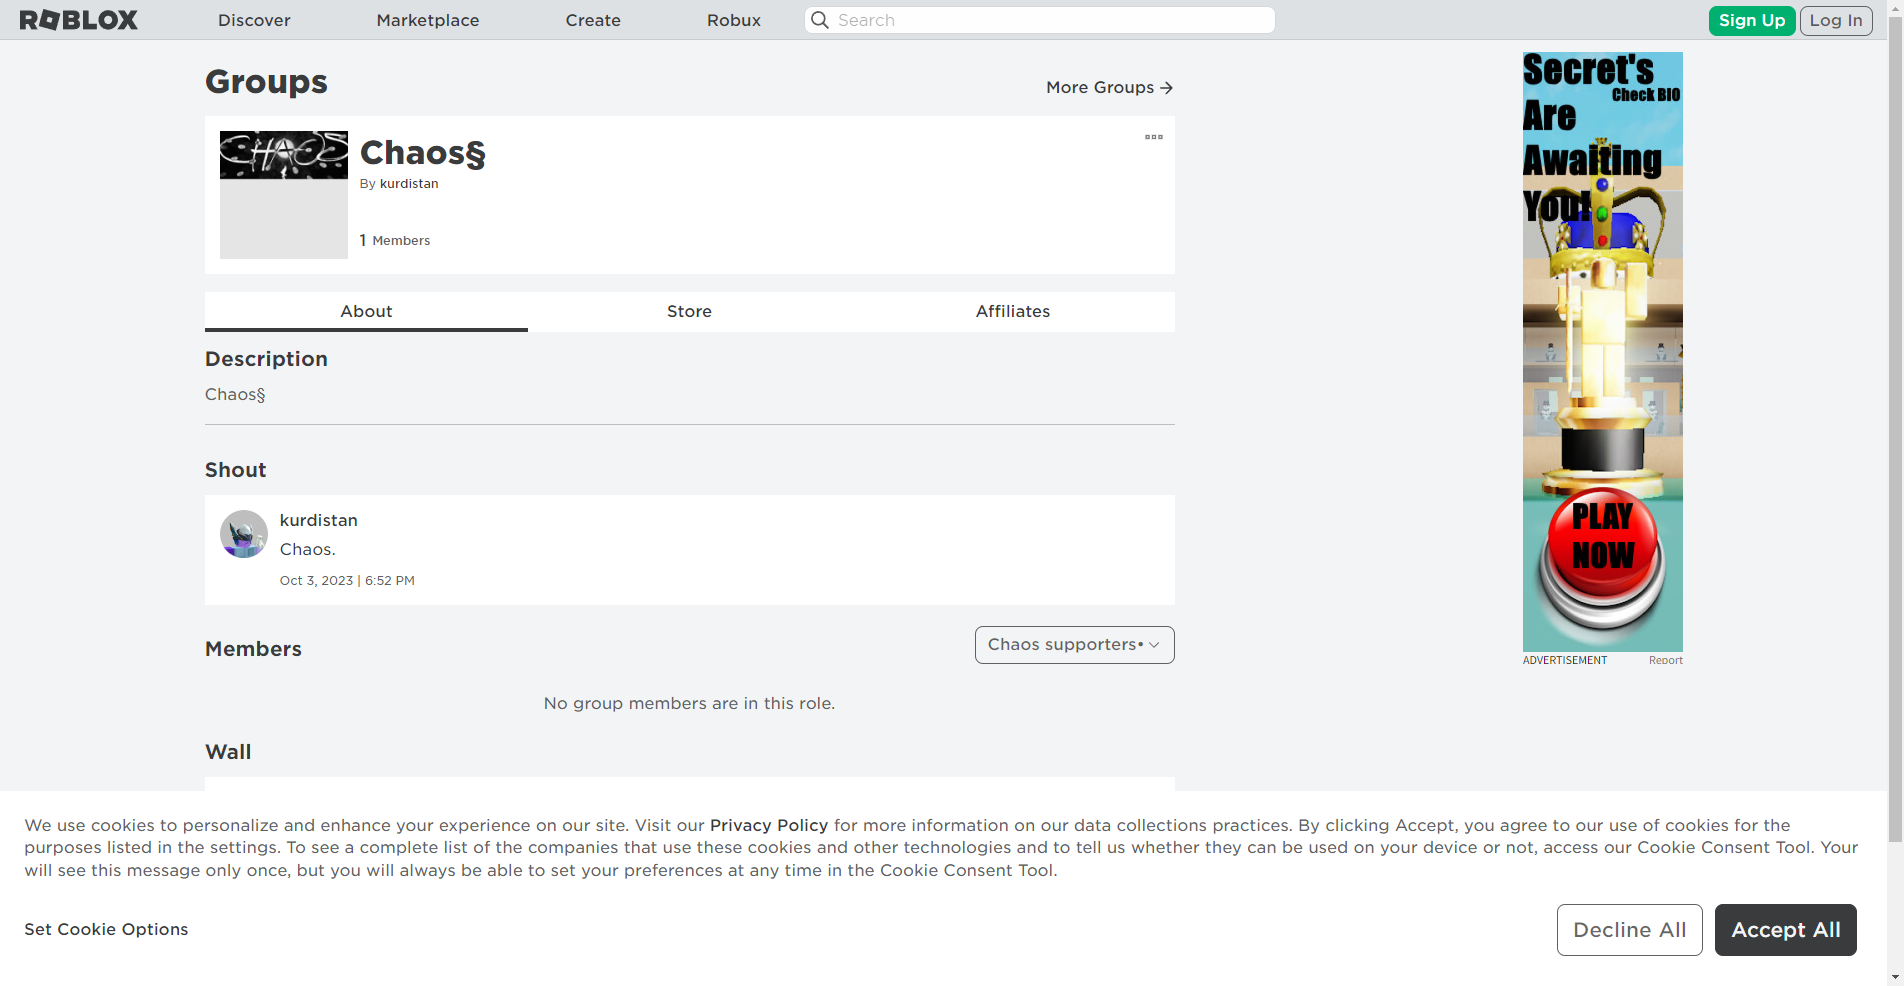 ROBLOX
Discover
Marketplace
Create
Robux
Search
Sign Up
Log In
Groups
More Groups
CHAOS
Chaos§
By kurdistan
1 Members
About
Store
Affiliates
Description
Chaos§
Shout
kurdistan
Chaos.
Oct 3, 2023 | 6:52 PM
Members
Chaos supporters•
No group members are in this role.
Wall
Secret's
Check BIO
Are
Awaiting
You!
PLAY
NOW
ADVERTISEMENT
Report
We use cookies to personalize and enhance your experience on our site. Visit our Privacy Policy for more information on our data collections practices. By clicking Accept, you agree to our use of cookies for the
purposes listed in the settings. To see a complete list of the companies that use these cookies and other technologies and to tell us whether they can be used on your device or not, access our Cookie Consent Tool. Your
will see this message only once, but you will always be able to set your preferences at any time in the Cookie Consent Tool.
Set Cookie Options
Decline All
Accept All